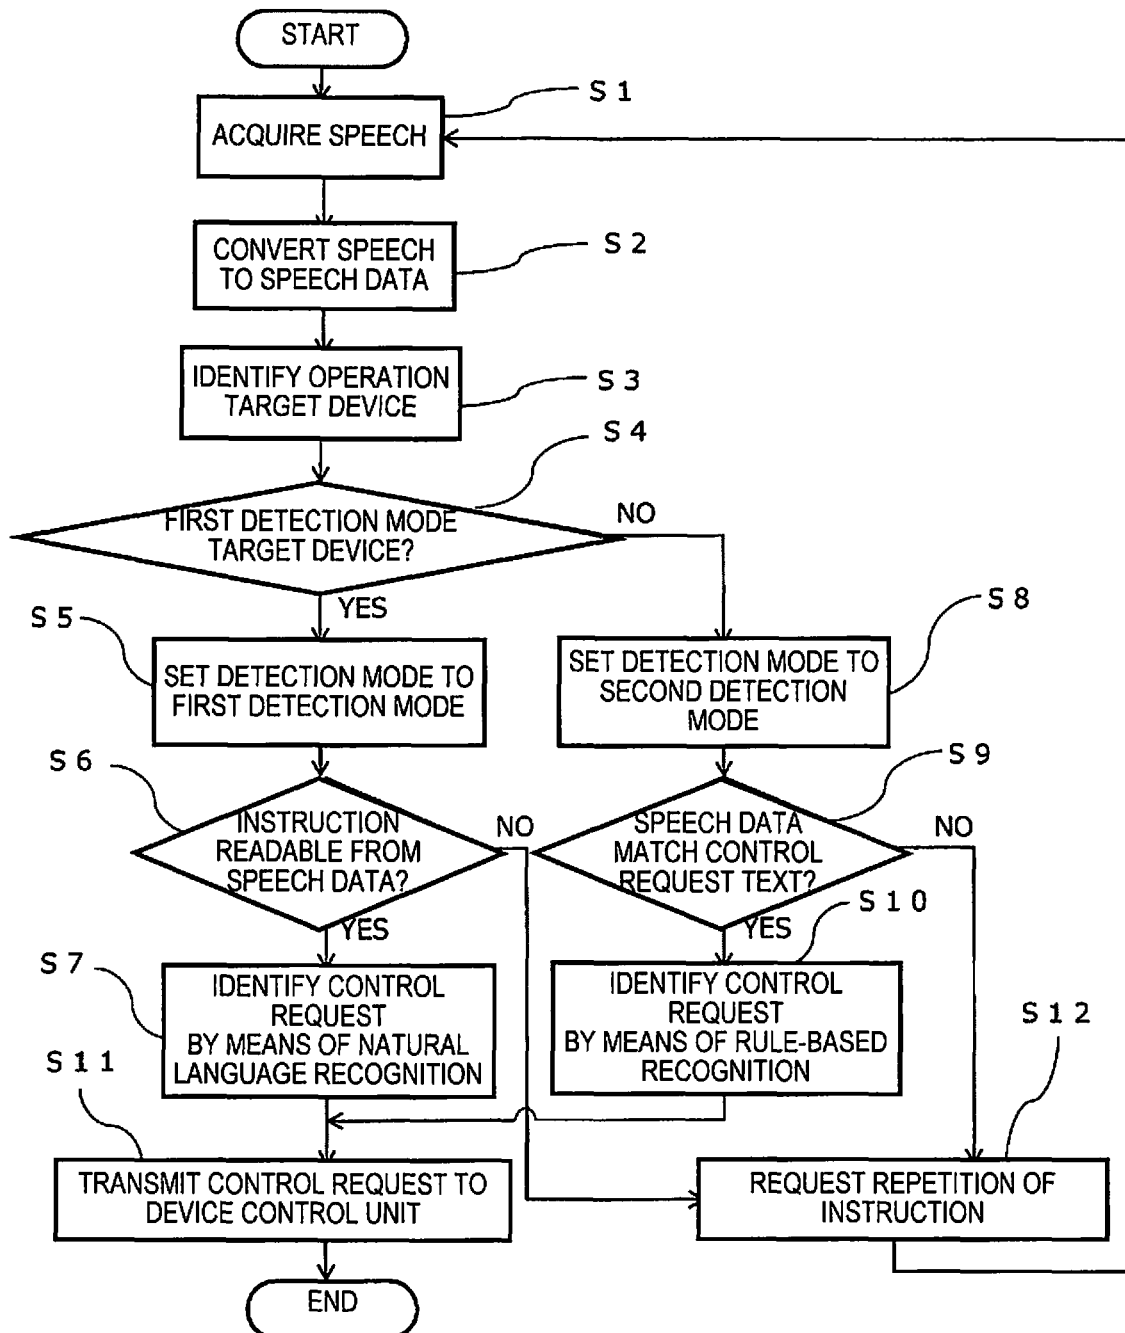 START
S 1
ACQUIRE SPEECH
S 2
CONVERT SPEECH
TO SPEECH DATA
S 3
IDENTIFY OPERATION
TARGET DEVICE
S 4
FIRST DETECTION MODE
TARGET DEVICE?
NO
YES
S 5
SET DETECTION MODE TO
FIRST DETECTION MODE
S 8
SET DETECTION MODE TO
SECOND DETECTION
MODE
S 6
INSTRUCTION
READABLE FROM
SPEECH DATA?
NO
YES
S 9
SPEECH DATA
MATCH CONTROL
REQUEST TEXT?
NO
YES
S 7
IDENTIFY CONTROL
REQUEST
BY MEANS OF NATURAL
LANGUAGE RECOGNITION
S 1 0
IDENTIFY CONTROL
REQUEST
BY MEANS OF RULE-BASED
RECOGNITION
S 1 1
TRANSMIT CONTROL REQUEST TO
DEVICE CONTROL UNIT
S 1 2
REQUEST REPETITION OF
INSTRUCTION
END